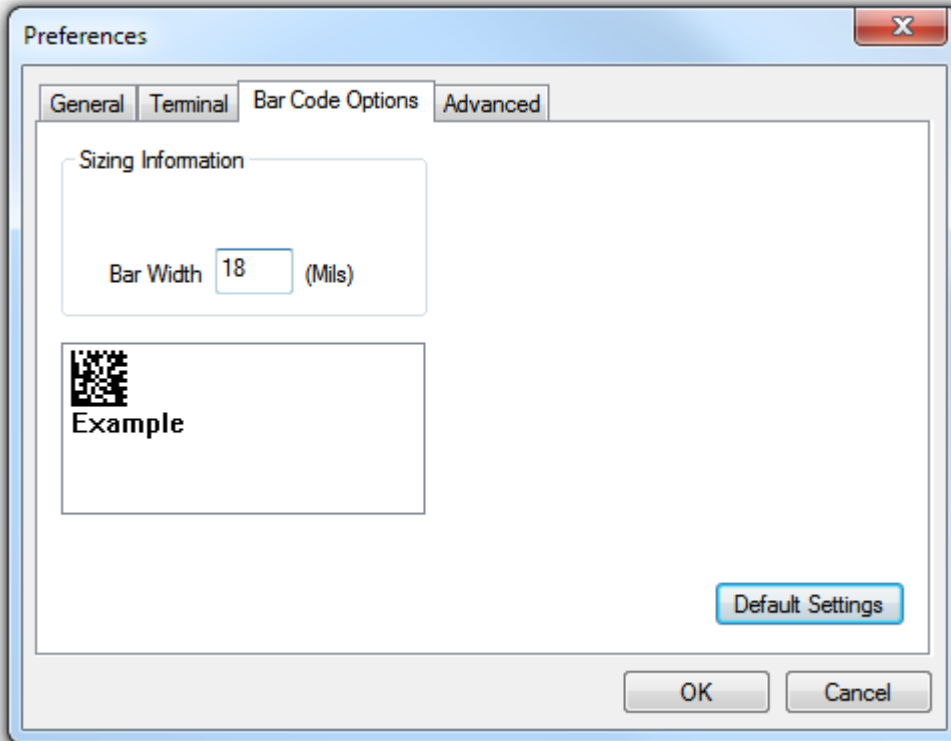 Preferences
General Terminal Bar Code Options Advanced
Sizing Information
Bar Width 18 (Mils)
Example
Default Settings
OK Cancel